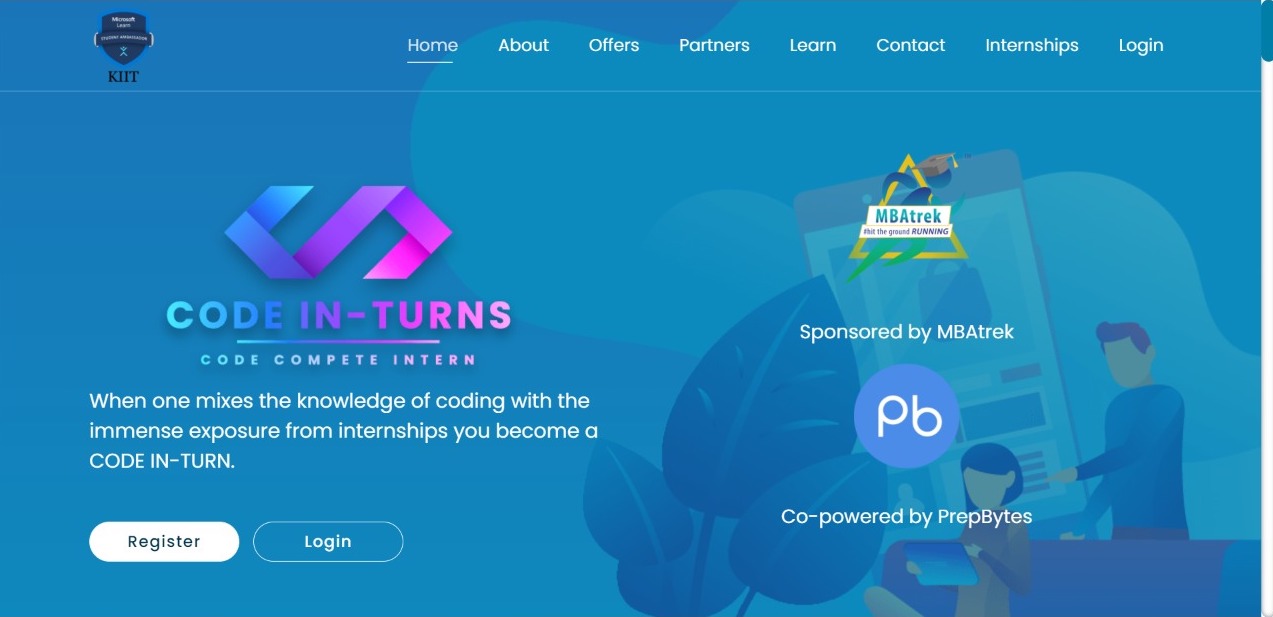 Microsoft
Learn
STUDENT AMBASSADOR
KIIT
Home About Offers Partners Learn Contact Internships Login
CODE IN-TURNS
CODE COMPETE INTERN
When one mixes the knowledge of coding with the
immense exposure from internships you become a
CODE IN-TURN.
Register Login
TM
MBAtrek
#hit the ground RUNNING
Sponsored by MBAtrek
pb
Co-powered by PrepBytes